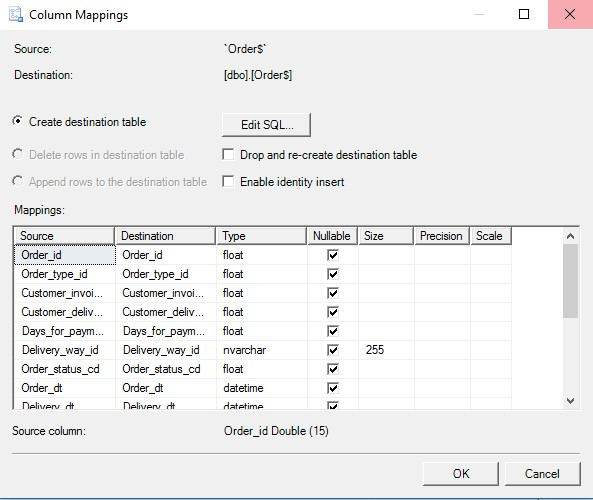 Column Mappings
Source: `Order$`
Destination: [dbo].[Order$]
Create destination table Edit SQL...
Delete rows in destination table Drop and re-create destination table
Append rows to the destination table Enable identity insert
Mappings:
Source Destination Type Nullable Size Precision Scale
Order_id Order_id float
Order_type_id Order_type_id float
Customer_invoi... Customer_invoi... float
Customer_deliv... Customer_deliv... float
Days_for_paym... Days_for_paym... float
Delivery_way_id Delivery_way_id nvarchar 255
Order_status_cd Order_status_cd float
Order_dt Order_dt datetime
Delivery_dt Delivery_dt datetime
Source column: Order_id Double (15)
OK Cancel